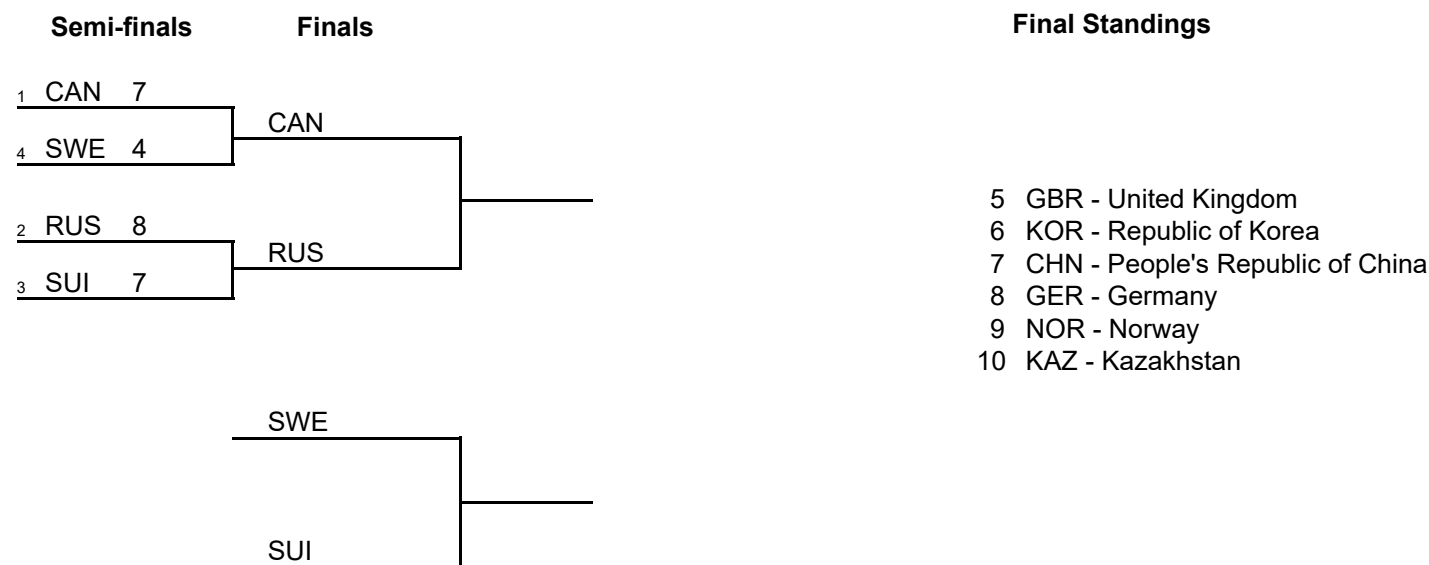 Semi-finals Finals
1 CAN 7
CAN
4 SWE 4
2 RUS 8
RUS
3 SUI 7
SWE
SUI
Final Standings
5 GBR - United Kingdom
6 KOR - Republic of Korea
7 CHN - People's Republic of China
8 GER - Germany
9 NOR - Norway
10 KAZ - Kazakhstan